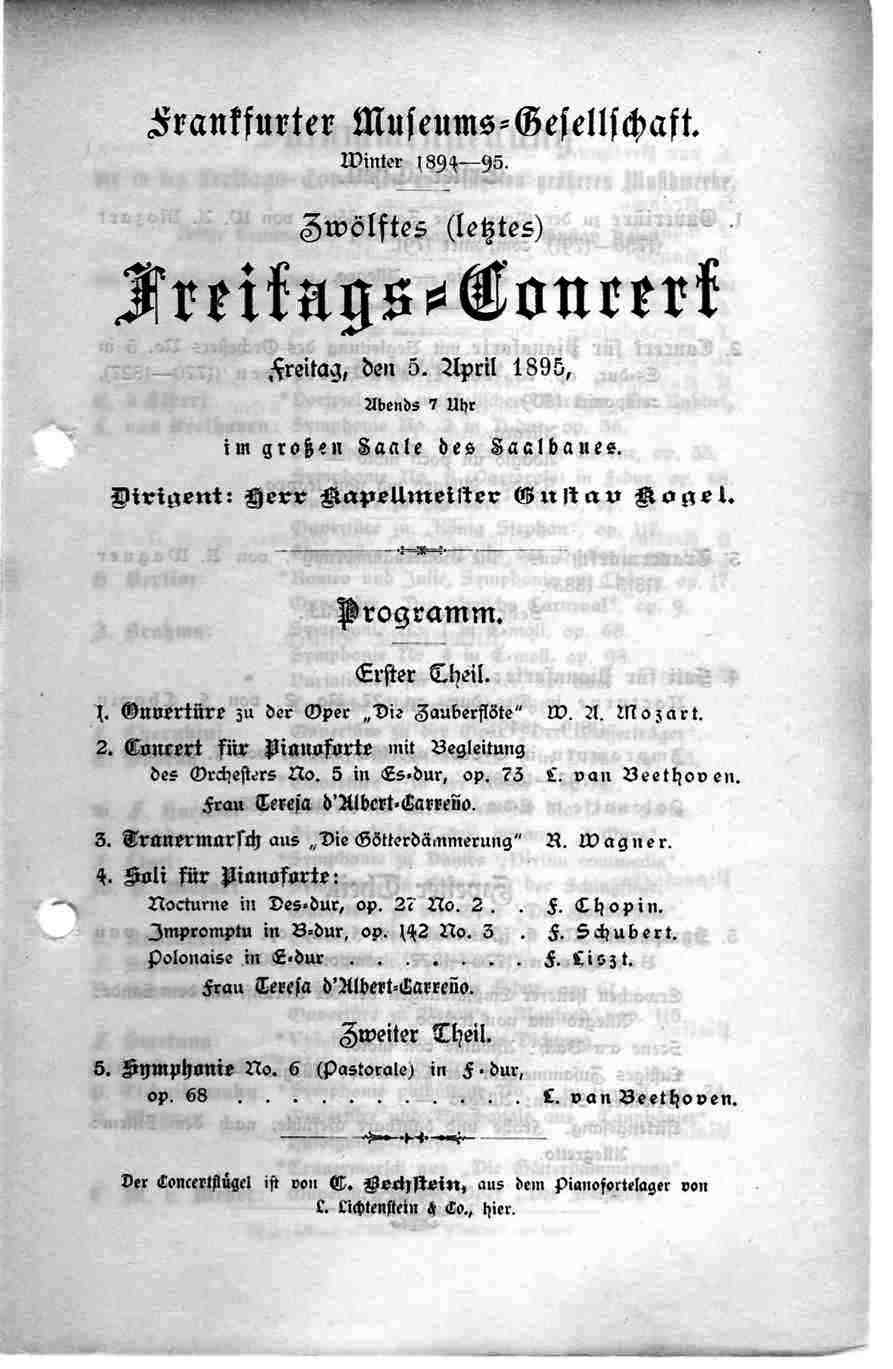 Frankfurter Museums-Gesellschaft.
Winter 1894—95.
Zwölftes (letztes)
Freitags-Concert
Freitag, den 5. April 1895,
Abends 7 Uhr
im großen Saale des Saalbaues.
Dirigent: Herr Kapellmeister Gustav Kogel.
Programm.
Erster Theil.
1. Ouverture zu der Oper „Die Zauberflöte" W. A. Mozart.
2. Concert für Pianoforte mit Begleitung
des Orchesters No. 5 in Es-dur, op. 73 L. van Beethoven.
Frau Teresa d'Albert-Carreño.
3. Trauermarsch aus „Die Götterdämmerung" R. Wagner.
4. Soli für Pianoforte:
Nocturne in Des-dur, op. 27 No. 2 . . F. Chopin.
Impromptu in B-dur, op. 142 No. 3 . F. Schubert.
Polonaise in E-dur . . . . . . . F. Liszt.
Frau Teresa d'Albert-Carreño.
Zweiter Theil.
5. Symphonie No. 6 (Pastorale) in F-dur,
op. 68 . . . . . . . . . . . L. van Beethoven.
Der Concertflügel ist von C. Bechstein, aus dem Pianofortelager von
L. Lichtenstein & Co., hier.